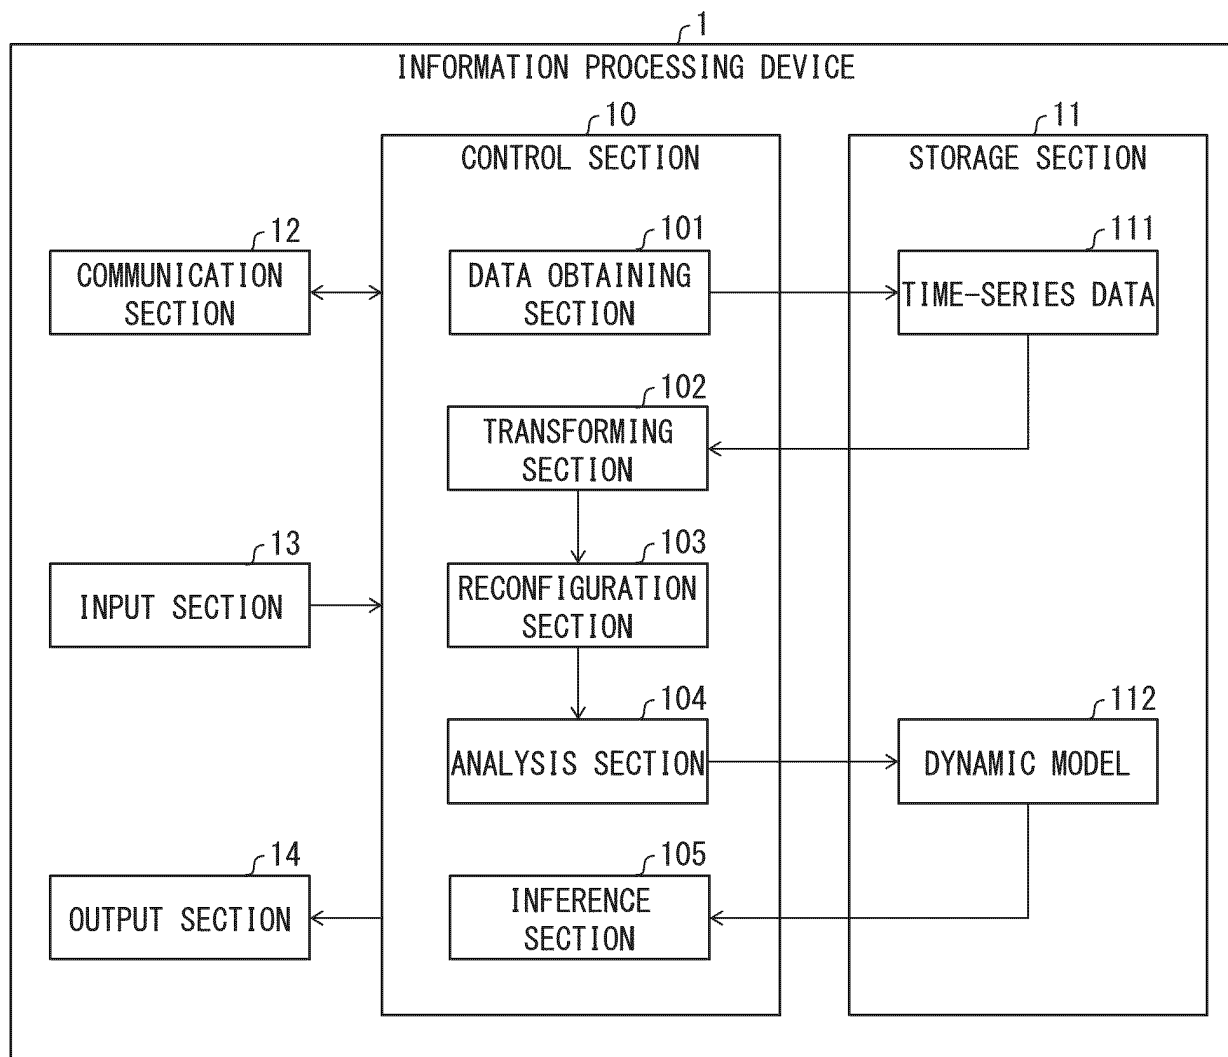 1
INFORMATION PROCESSING DEVICE
10
CONTROL SECTION
11
STORAGE SECTION
12
COMMUNICATION
SECTION
101
DATA OBTAINING
SECTION
111
TIME-SERIES DATA
102
TRANSFORMING
SECTION
13
INPUT SECTION
103
RECONFIGURATION
SECTION
104
ANALYSIS SECTION
112
DYNAMIC MODEL
14
OUTPUT SECTION
105
INFERENCE
SECTION